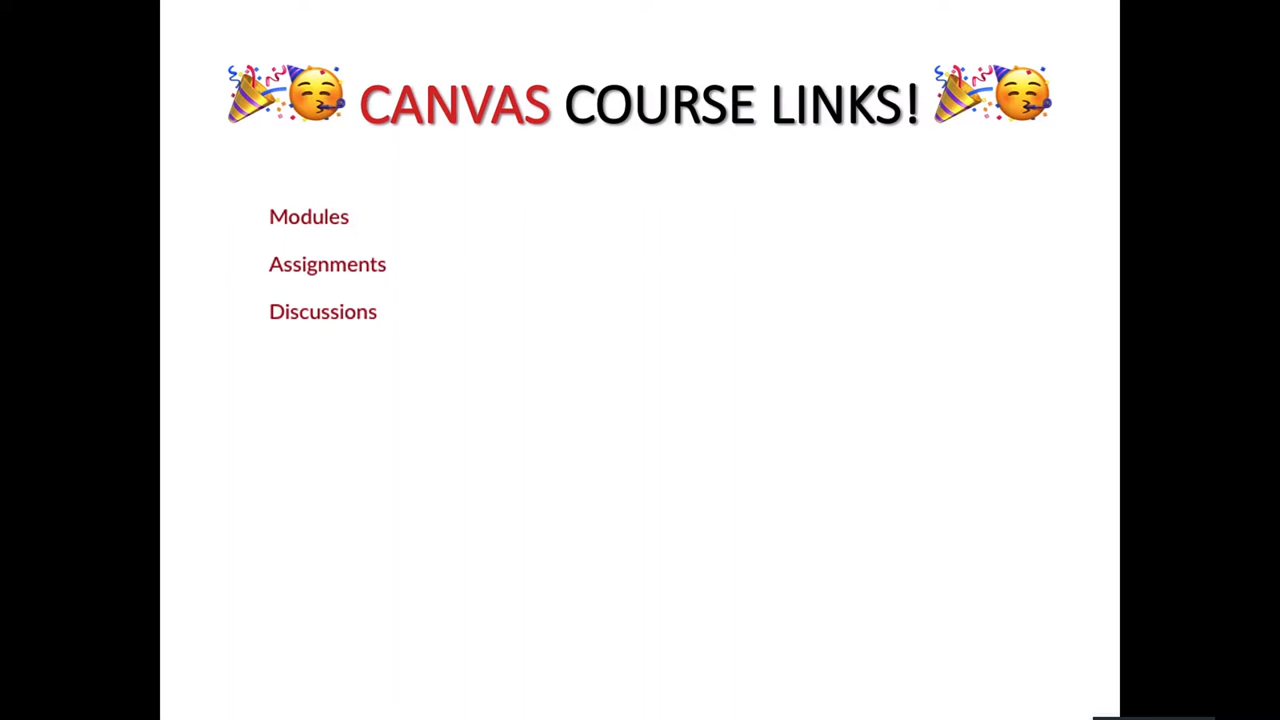 🎉🥳 CANVAS COURSE LINKS! 🎉🥳
Modules
Assignments
Discussions